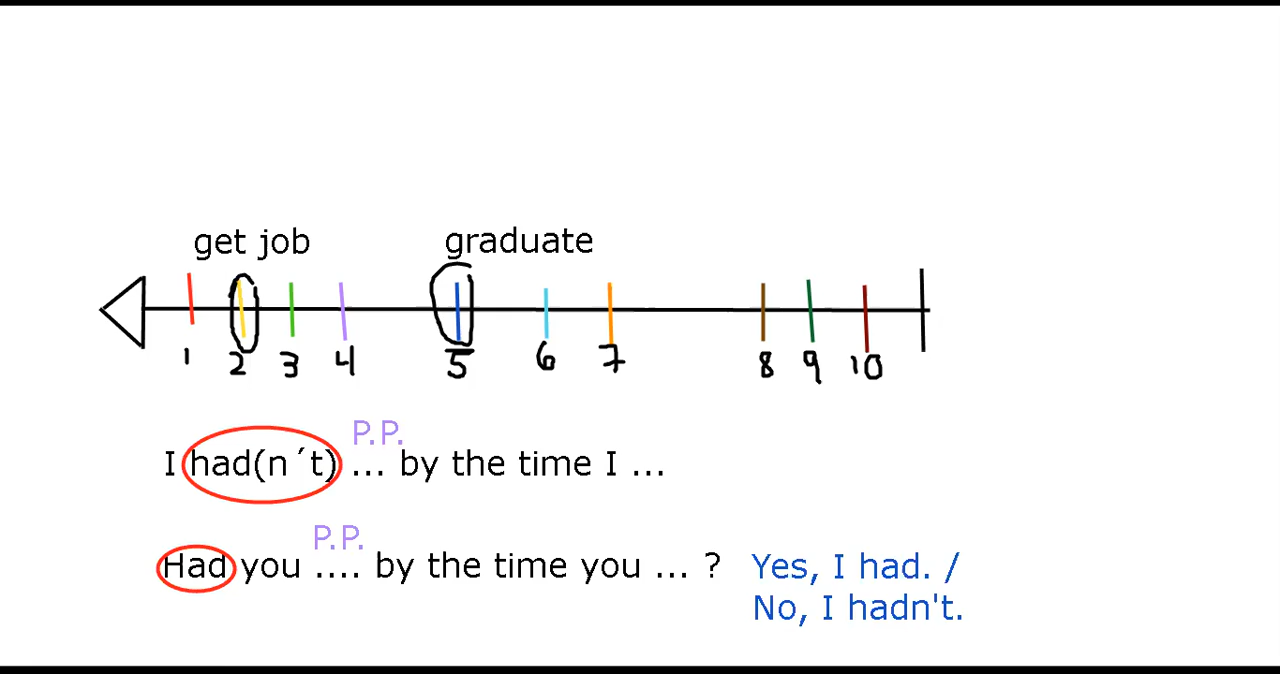 get job graduate
1 2 3 4 5 6 7 8 9 10
P.P.
I had(n´t) ... by the time I ...
P.P.
Had you .... by the time you ... ? Yes, I had. /
No, I hadn't.